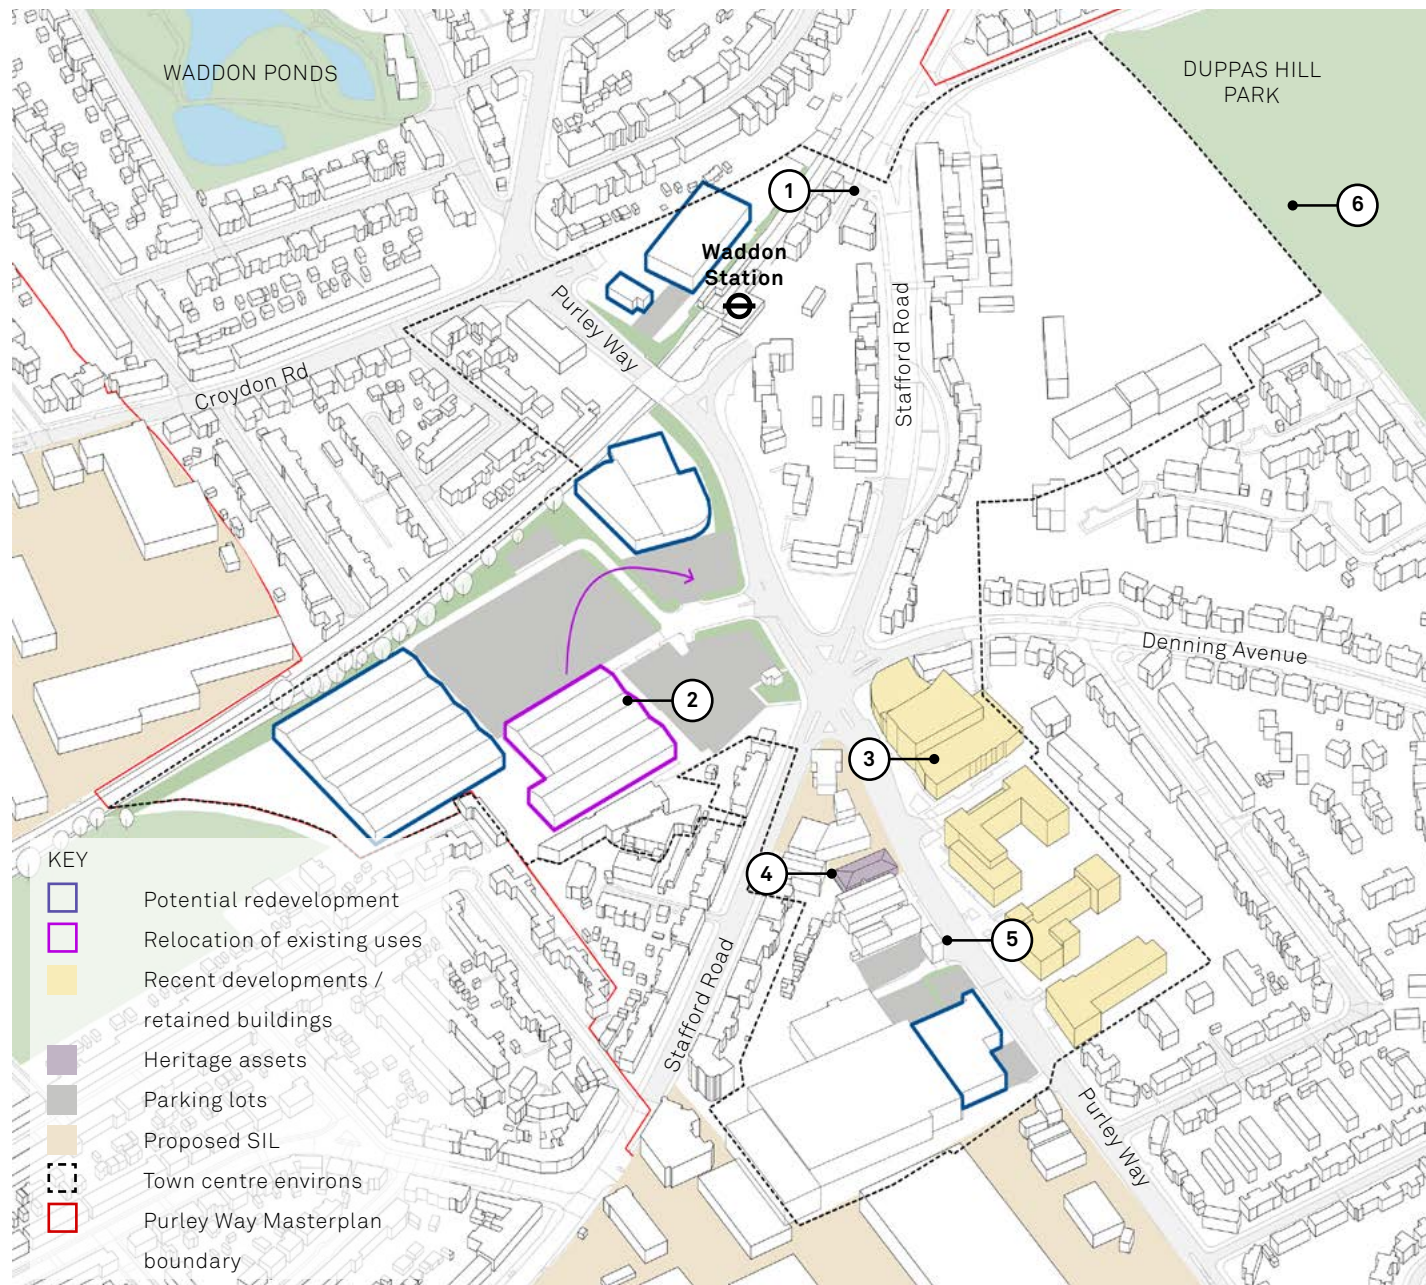 WADDON PONDS
DUPPAS HILL
PARK
1
6
Waddon
Station
Purley Way
Stafford Road
Croydon Rd
Denning Avenue
2
3
4
5
Stafford Road
Purley Way
KEY
Potential redevelopment
Relocation of existing uses
Recent developments /
retained buildings
Heritage assets
Parking lots
Proposed SIL
Town centre environs
Purley Way Masterplan
boundary